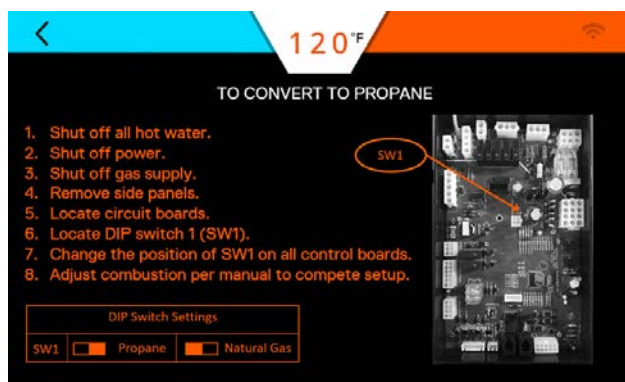 120°F
TO CONVERT TO PROPANE
1. Shut off all hot water.
2. Shut off power.
3. Shut off gas supply.
4. Remove side panels.
5. Locate circuit boards.
6. Locate DIP switch 1 (SW1).
7. Change the position of SW1 on all control boards.
8. Adjust combustion per manual to compete setup.
SW1
DIP Switch Settings
SW1 Propane Natural Gas